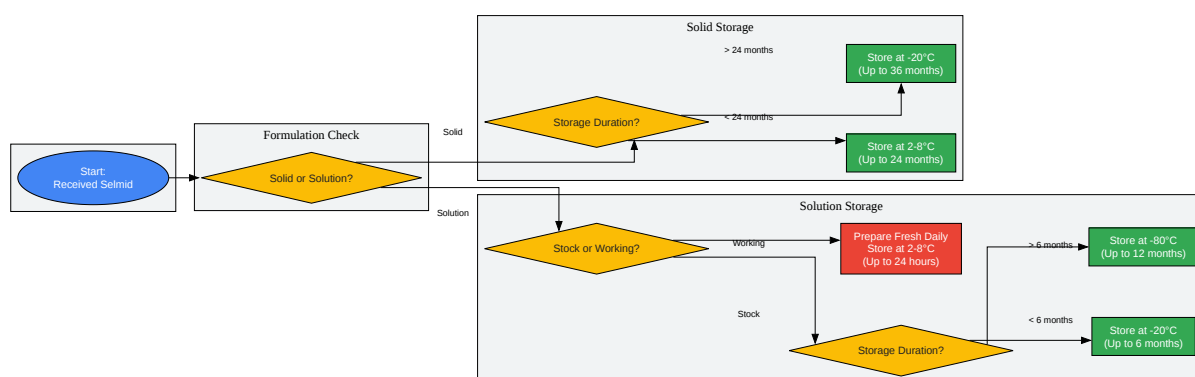 Solid Storage
> 24 months
Store at -20°C
(Up to 36 months)
Storage Duration?
< 24 months
Store at 2-8°C
(Up to 24 months)
Formulation Check
Solid
Start:
Received Selmid
Solid or Solution?
Solution
Solution Storage
Stock or Working?
Working
Prepare Fresh Daily
Store at 2-8°C
(Up to 24 hours)
> 6 months
Store at -80°C
(Up to 12 months)
Stock
Storage Duration?
< 6 months
Store at -20°C
(Up to 6 months)